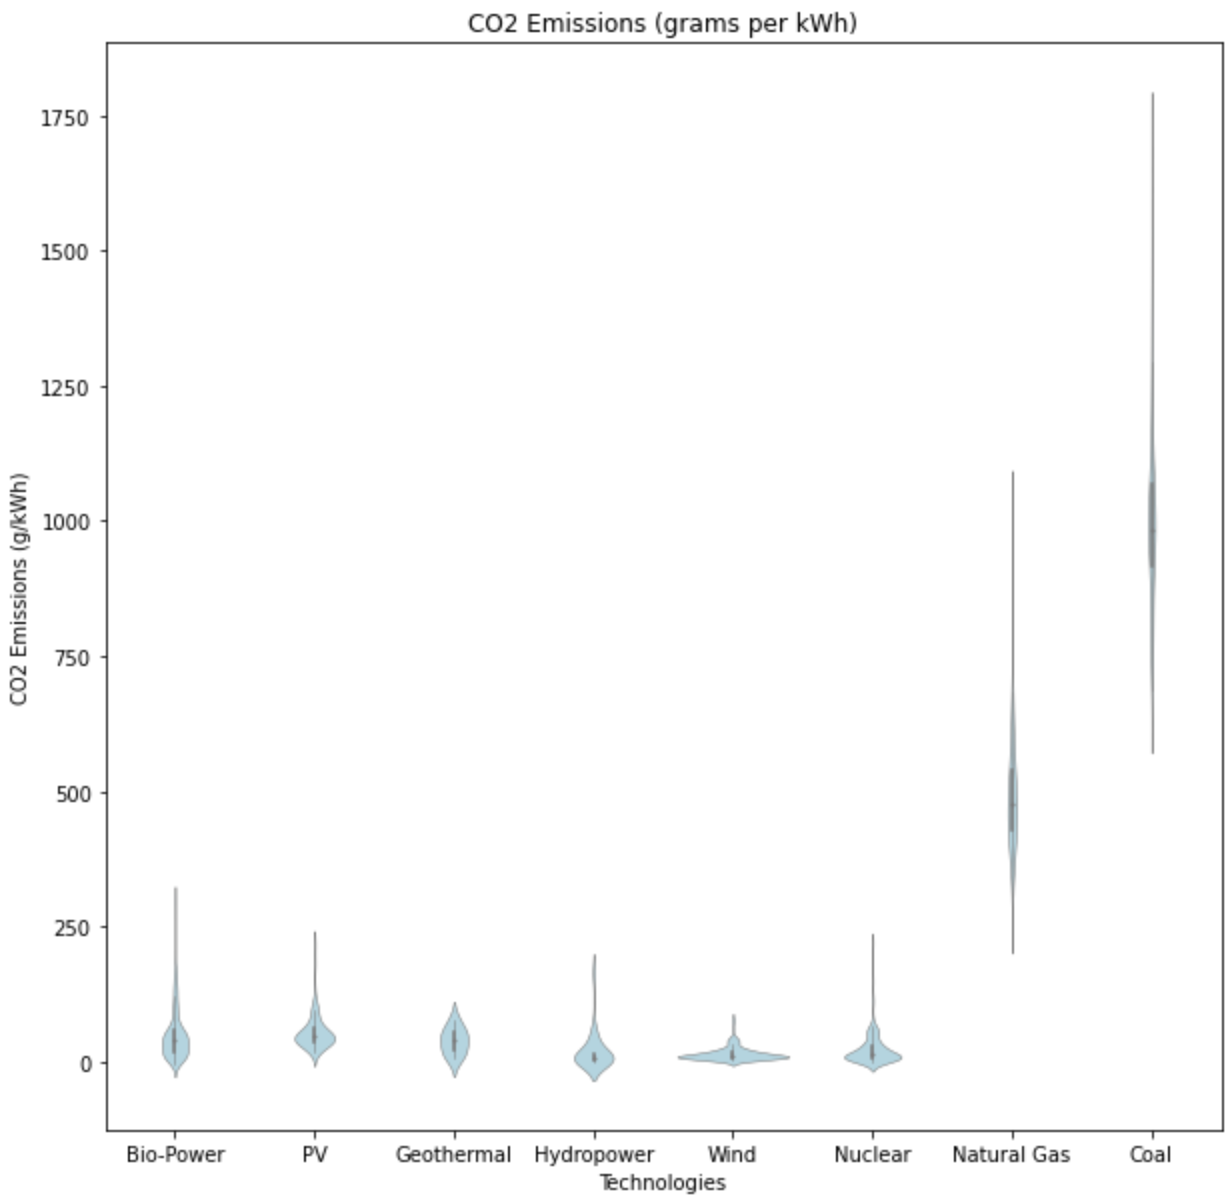 CO2 Emissions (grams per kWh)
1750
1500
1250
1000
750
500
250
0
CO2 Emissions (g/kWh)
Bio-Power PV Geothermal Hydropower Wind Nuclear Natural Gas Coal
Technologies